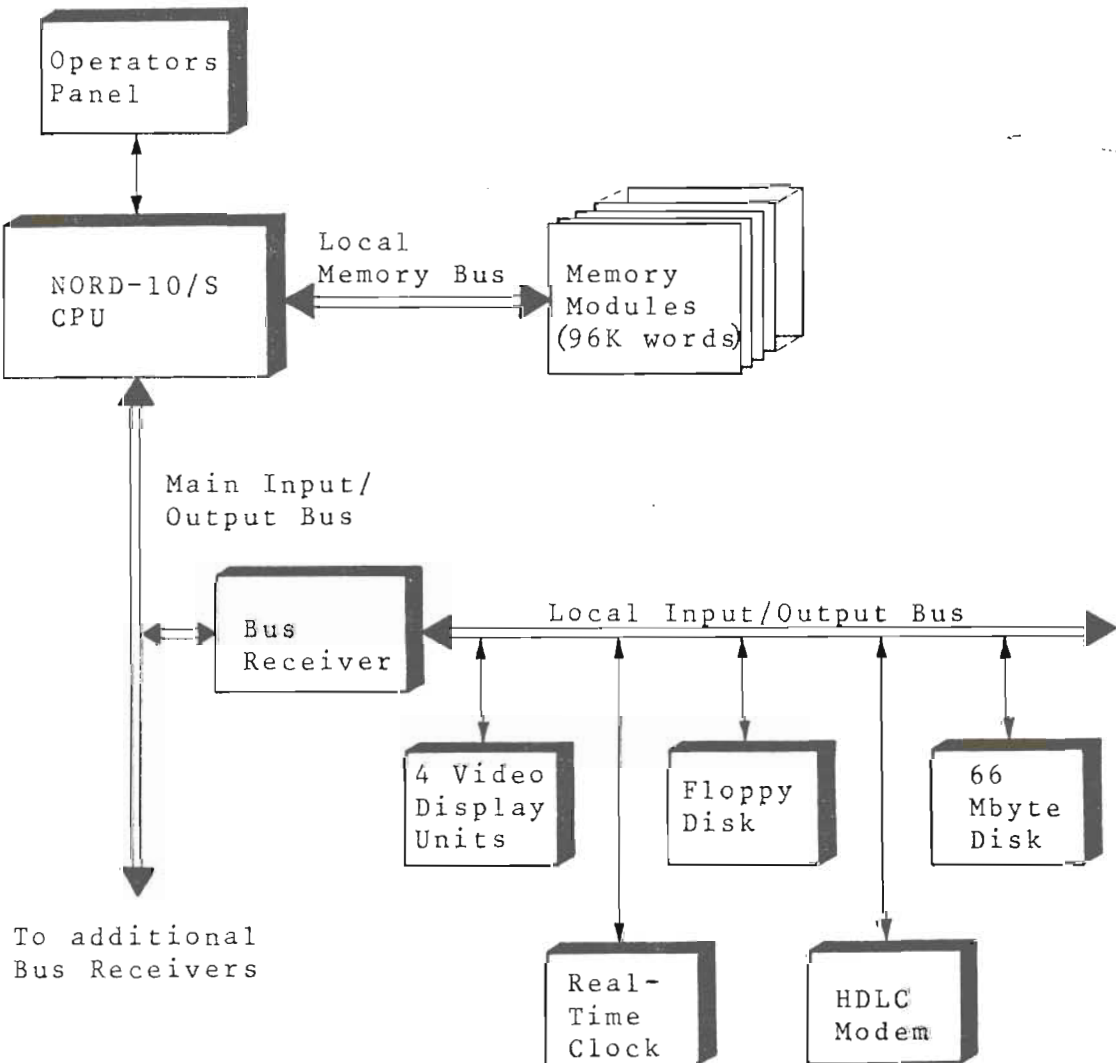 Operators
Panel
NORD-10/S
CPU
Local
Memory Bus
Memory
Modules
(96K words)
Main Input/
Output Bus
Bus
Receiver
Local Input/Output Bus
4 Video
Display
Units
Floppy
Disk
66
Mbyte
Disk
To additional
Bus Receivers
Real-
Time
Clock
HDLC
Modem